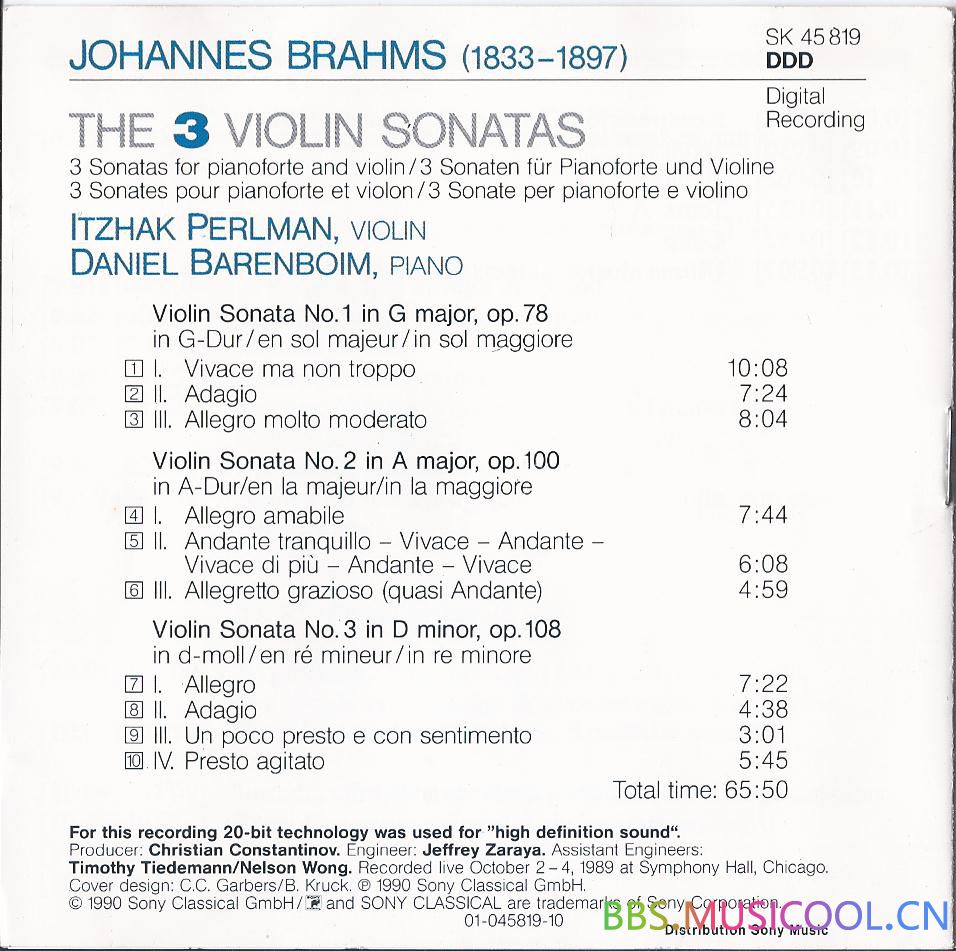 JOHANNES BRAHMS (1833–1897)
SK 45 819
DDD
Digital
Recording
THE 3 VIOLIN SONATAS
3 Sonatas for pianoforte and violin/3 Sonaten für Pianoforte und Violine
3 Sonates pour pianoforte et violon/3 Sonate per pianoforte e violino
ITZHAK PERLMAN, VIOLIN
DANIEL BARENBOIM, PIANO
Violin Sonata No. 1 in G major, op. 78
in G-Dur/en sol majeur/in sol maggiore
1 I. Vivace ma non troppo 10:08
2 II. Adagio 7:24
3 III. Allegro molto moderato 8:04
Violin Sonata No. 2 in A major, op. 100
in A-Dur/en la majeur/in la maggiore
4 I. Allegro amabile 7:44
5 II. Andante tranquillo – Vivace – Andante –
Vivace di più – Andante – Vivace 6:08
6 III. Allegretto grazioso (quasi Andante) 4:59
Violin Sonata No. 3 in D minor, op. 108
in d-moll/en ré mineur/in re minore
7 I. Allegro 7:22
8 II. Adagio 4:38
9 III. Un poco presto e con sentimento 3:01
10 IV. Presto agitato 5:45
Total time: 65:50
For this recording 20-bit technology was used for ”high definition sound“.
Producer: Christian Constantinov. Engineer: Jeffrey Zaraya. Assistant Engineers:
Timothy Tiedemann/Nelson Wong. Recorded live October 2–4, 1989 at Symphony Hall, Chicago.
Cover design: C.C. Garbers/B. Kruck. ℗ 1990 Sony Classical GmbH.
© 1990 Sony Classical GmbH/ and SONY CLASSICAL are trademarks of Sony Corporation.
01-045819-10
Distribution Sony Music
BBS.MUSICOOL.CN